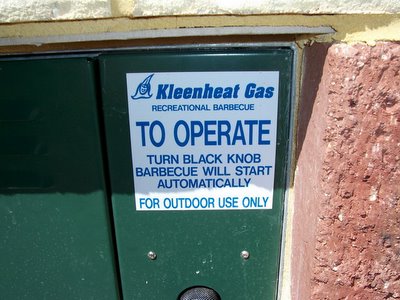 Kleenheat Gas
RECREATIONAL BARBECUE
TO OPERATE
TURN BLACK KNOB
BARBECUE WILL START
AUTOMATICALLY
FOR OUTDOOR USE ONLY